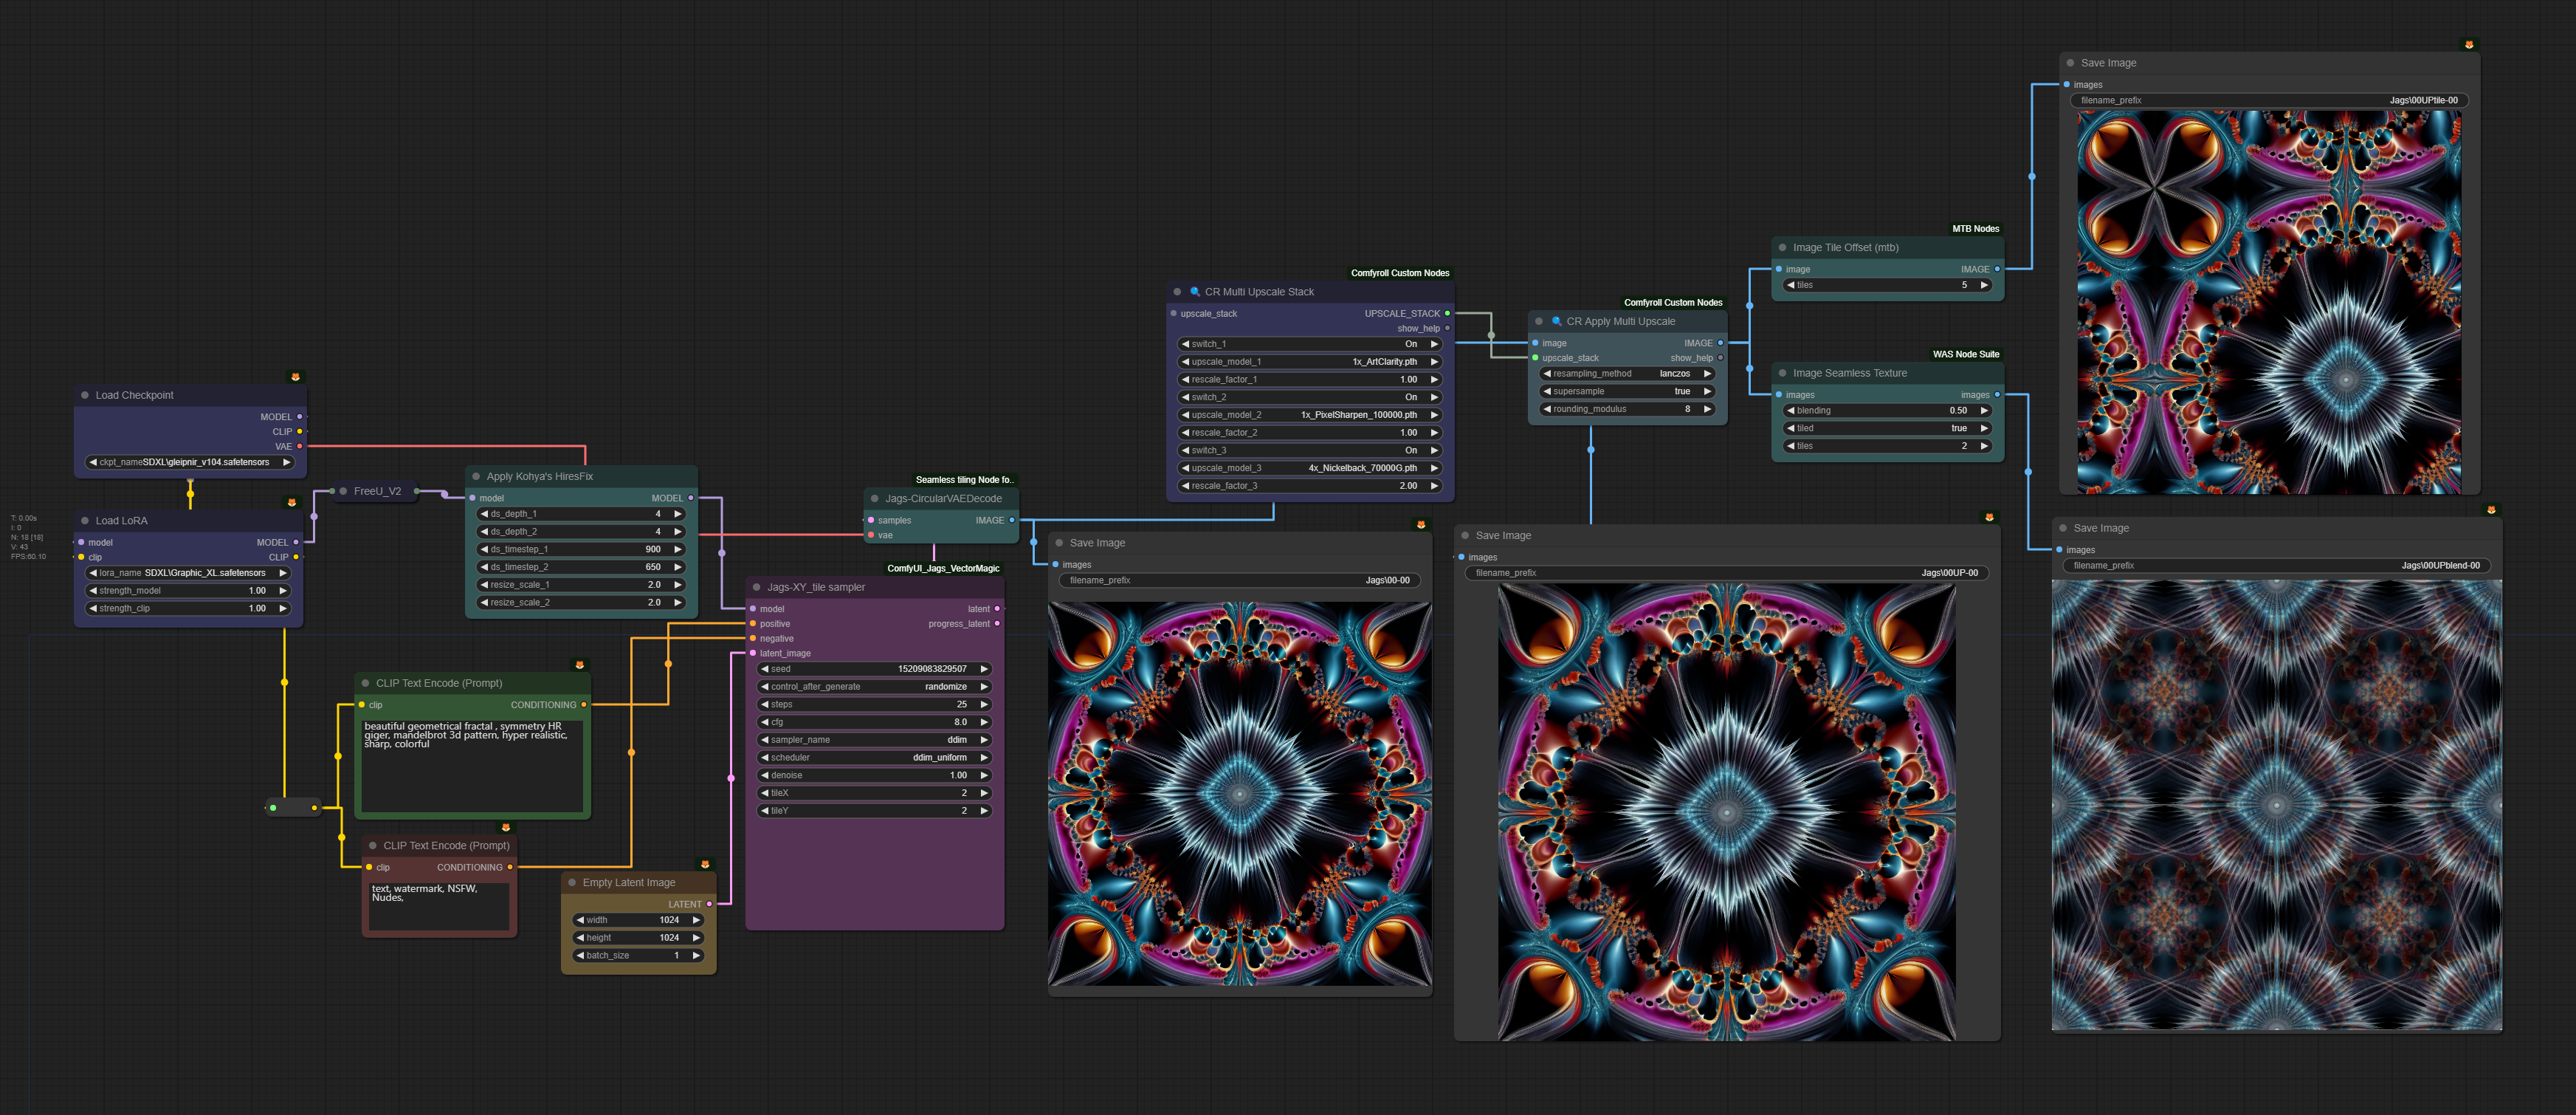 T: 0.00s
I: 0
N: 18 [18]
V: 43
FPS:60.10
Load Checkpoint
MODEL
CLIP
VAE
ckpt_name SDXL\gleipnir_v104.safetensors
Load LoRA
model MODEL
clip CLIP
lora_name SDXL\Graphic_XL.safetensors
strength_model 1.00
strength_clip 1.00
FreeU_V2
Apply Kohya's HiresFix
model MODEL
ds_depth_1 4
ds_depth_2 4
ds_timestep_1 900
ds_timestep_2 650
resize_scale_1 2.0
resize_scale_2 2.0
CLIP Text Encode (Prompt)
clip CONDITIONING
beautiful geometrical fractal , symmetry HR
giger, mandelbrot 3d pattern, hyper realistic,
sharp, colorful
CLIP Text Encode (Prompt)
clip CONDITIONING
text, watermark, NSFW,
Nudes,
Empty Latent Image
LATENT
width 1024
height 1024
batch_size 1
Seamless tiling Node fo..
Jags-CircularVAEDecode
samples IMAGE
vae
ComfyUI_Jags_VectorMagic
Jags-XY_tile sampler
model latent
positive progress_latent
negative
latent_image
seed 15209083829507
control_after_generate randomize
steps 25
cfg 8.0
sampler_name ddim
scheduler ddim_uniform
denoise 1.00
tileX 2
tileY 2
Save Image
images
filename_prefix Jags\00-00
Comfyroll Custom Nodes
CR Multi Upscale Stack
upscale_stack UPSCALE_STACK
show_help
switch_1 On
upscale_model_1 1x_ArtClarity.pth
rescale_factor_1 1.00
switch_2 On
upscale_model_2 1x_PixelSharpen_100000.pth
rescale_factor_2 1.00
switch_3 On
upscale_model_3 4x_Nickelback_70000G.pth
rescale_factor_3 2.00
Comfyroll Custom Nodes
CR Apply Multi Upscale
image IMAGE
upscale_stack show_help
resampling_method lanczos
supersample true
rounding_modulus 8
Save Image
images
filename_prefix Jags\00UP-00
MTB Nodes
Image Tile Offset (mtb)
image IMAGE
tiles 5
WAS Node Suite
Image Seamless Texture
images images
blending 0.50
tiled true
tiles 2
Save Image
images
filename_prefix Jags\00UPtile-00
Save Image
images
filename_prefix Jags\00UPblend-00